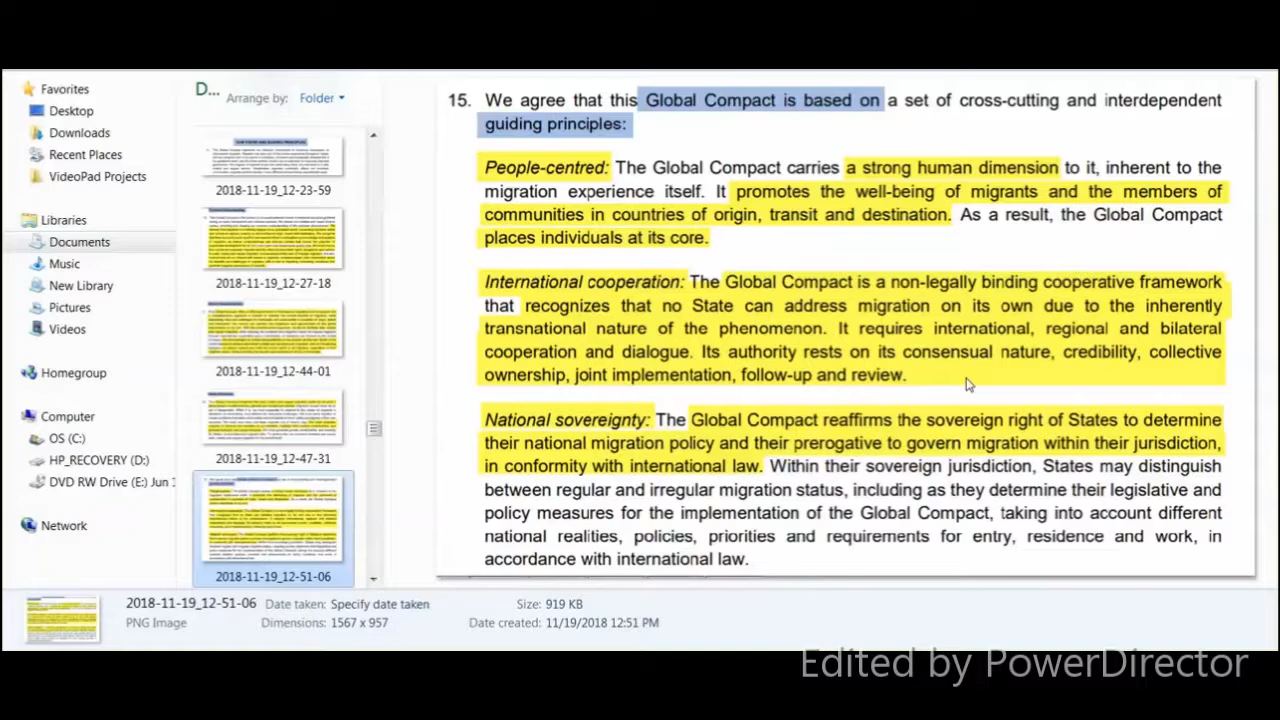 Favorites
Desktop
Downloads
Recent Places
VideoPad Projects
Libraries
Documents
Music
New Library
Pictures
Videos
Homegroup
Computer
OS (C:)
HP_RECOVERY (D:)
DVD RW Drive (E:) Jun 1
Network
D...
Arrange by: Folder
2018-11-19_12-23-59
2018-11-19_12-27-18
2018-11-19_12-44-01
2018-11-19_12-47-31
2018-11-19_12-51-06
15. We agree that this Global Compact is based on a set of cross-cutting and interdependent
guiding principles:
People-centred: The Global Compact carries a strong human dimension to it, inherent to the
migration experience itself. It promotes the well-being of migrants and the members of
communities in countries of origin, transit and destination. As a result, the Global Compact
places individuals at its core.
International cooperation: The Global Compact is a non-legally binding cooperative framework
that recognizes that no State can address migration on its own due to the inherently
transnational nature of the phenomenon. It requires international, regional and bilateral
cooperation and dialogue. Its authority rests on its consensual nature, credibility, collective
ownership, joint implementation, follow-up and review.
National sovereignty: The Global Compact reaffirms the sovereign right of States to determine
their national migration policy and their prerogative to govern migration within their jurisdiction,
in conformity with international law. Within their sovereign jurisdiction, States may distinguish
between regular and irregular migration status, including as they determine their legislative and
policy measures for the implementation of the Global Compact, taking into account different
national realities, policies, priorities and requirements for entry, residence and work, in
accordance with international law.
2018-11-19_12-51-06 Date taken: Specify date taken Size: 919 KB
PNG Image Dimensions: 1567 x 957 Date created: 11/19/2018 12:51 PM
Edited by PowerDirector